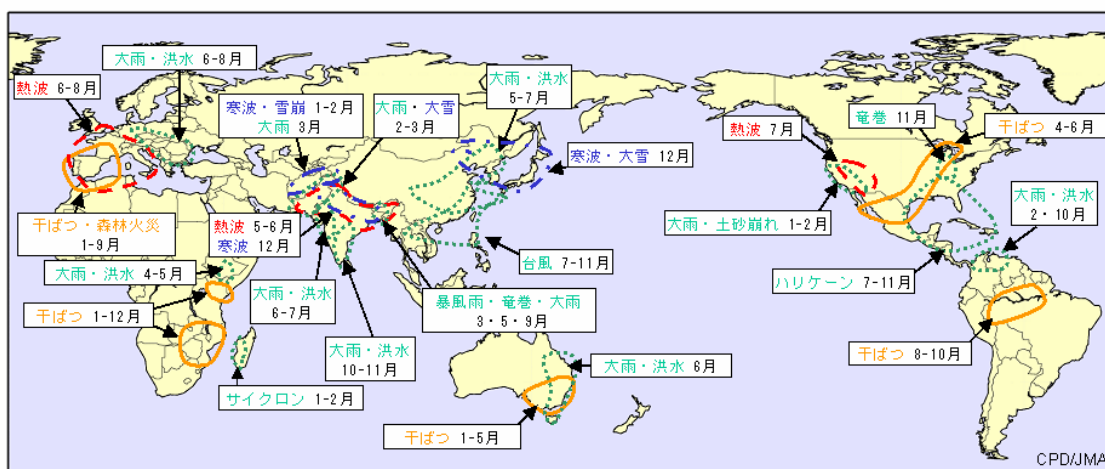 大雨・洪水 6-8月
熱波 6-8月
寒波・雪崩 1-2月
大雨 3月
大雨・大雪
2-3月
大雨・洪水
5-7月
寒波・大雪 12月
熱波 7月
竜巻 11月
干ばつ 4-6月
干ばつ・森林火災
1-9月
熱波 5-6月
寒波 12月
大雨・土砂崩れ 1-2月
大雨・洪水
2・10月
大雨・洪水 4-5月
台風 7-11月
ハリケーン 7-11月
干ばつ 1-12月
大雨・洪水
6-7月
暴風雨・竜巻・大雨
3・5・9月
大雨・洪水
10-11月
干ばつ 8-10月
大雨・洪水 6月
サイクロン 1-2月
干ばつ 1-5月
CPD/JMA